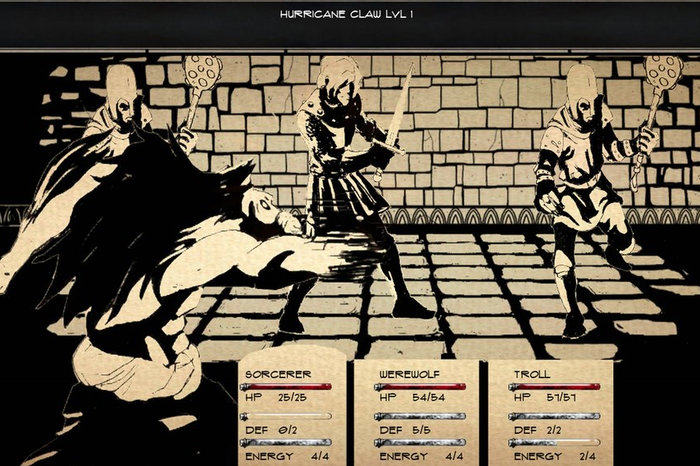 HURRICANE CLAW LVL 1
SORCERER
HP 25/25
DEF 0/2
ENERGY 4/4
WEREWOLF
HP 54/54
DEF 5/5
ENERGY 4/4
TROLL
HP 57/57
DEF 2/2
ENERGY 2/4